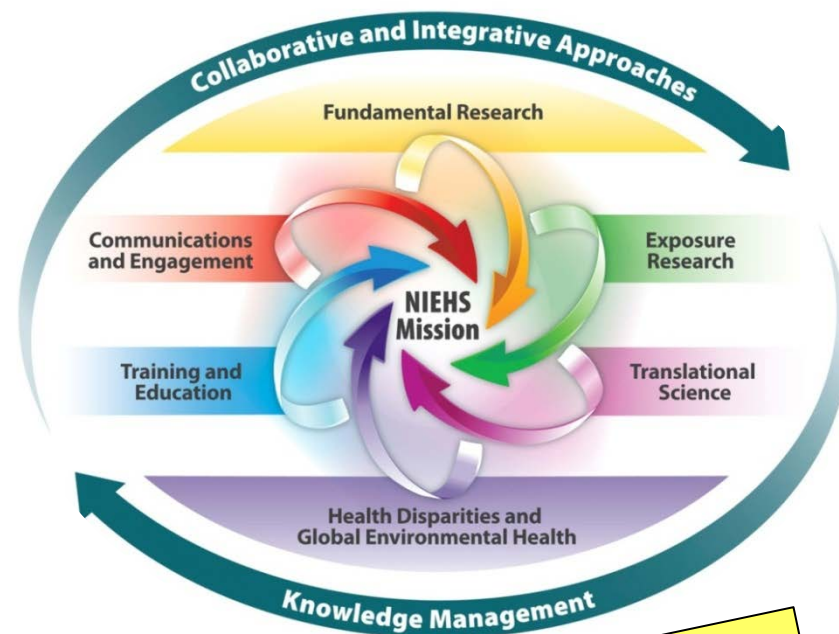 Collaborative and Integrative Approaches
Fundamental Research
Communications
and Engagement
Exposure
Research
NIEHS
Mission
Training and
Education
Translational
Science
Health Disparities and
Global Environmental Health
Knowledge Management